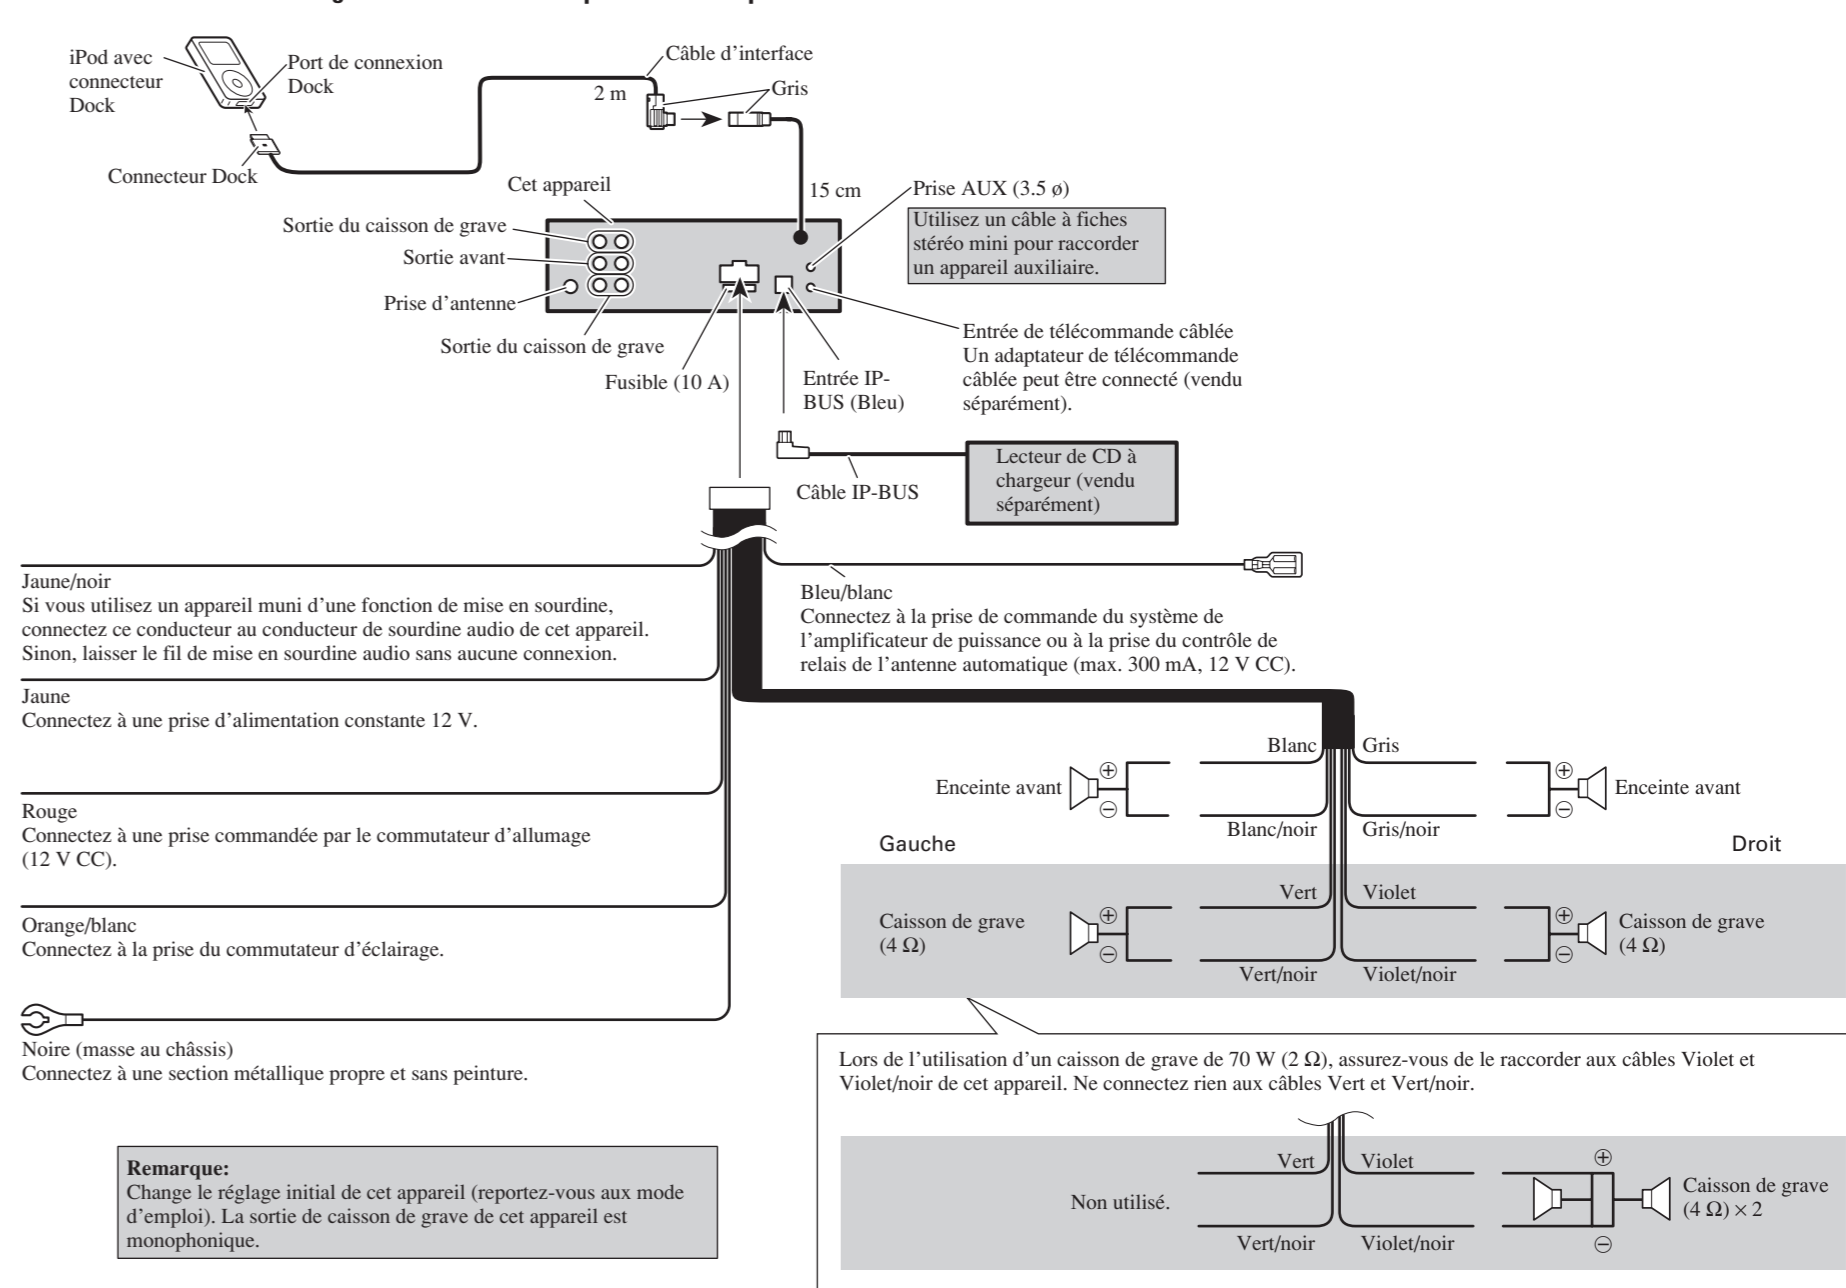 iPod avec
connecteur
Dock
Port de connexion
Dock
Connecteur Dock
Câble d’interface
2 m
Gris
15 cm
Cet appareil
Sortie du caisson de grave
Sortie avant
Prise d’antenne
Sortie du caisson de grave
Fusible (10 A)
Prise AUX (3.5 ø)
Utilisez un câble à fiches
stéréo mini pour raccorder
un appareil auxiliaire.
Entrée de télécommande câblée
Un adaptateur de télécommande
câblée peut être connecté (vendu
séparément).
Entrée IP-
BUS (Bleu)
Câble IP-BUS
Lecteur de CD à
chargeur (vendu
séparément)
Jaune/noir
Si vous utilisez un appareil muni d’une fonction de mise en sourdine,
connectez ce conducteur au conducteur de sourdine audio de cet appareil.
Sinon, laisser le fil de mise en sourdine audio sans aucune connexion.
Jaune
Connectez à une prise d’alimentation constante 12 V.
Rouge
Connectez à une prise commandée par le commutateur d’allumage
(12 V CC).
Orange/blanc
Connectez à la prise du commutateur d’éclairage.
Noire (masse au châssis)
Connectez à une section métallique propre et sans peinture.
Remarque:
Change le réglage initial de cet appareil (reportez-vous aux mode
d’emploi). La sortie de caisson de grave de cet appareil est
monophonique.
Bleu/blanc
Connectez à la prise de commande du système de
l’amplificateur de puissance ou à la prise du contrôle de
relais de l’antenne automatique (max. 300 mA, 12 V CC).
Blanc
Gris
Enceinte avant
⊕
⊖
⊕
⊖
Enceinte avant
Blanc/noir
Gris/noir
Gauche
Droit
Vert
Violet
Caisson de grave
(4 Ω)
⊕
⊖
⊕
⊖
Caisson de grave
(4 Ω)
Vert/noir
Violet/noir
Lors de l’utilisation d’un caisson de grave de 70 W (2 Ω), assurez-vous de le raccorder aux câbles Violet et
Violet/noir de cet appareil. Ne connectez rien aux câbles Vert et Vert/noir.
Vert
Violet
⊕
Non utilisé.
Caisson de grave
(4 Ω) × 2
Vert/noir
Violet/noir
⊖